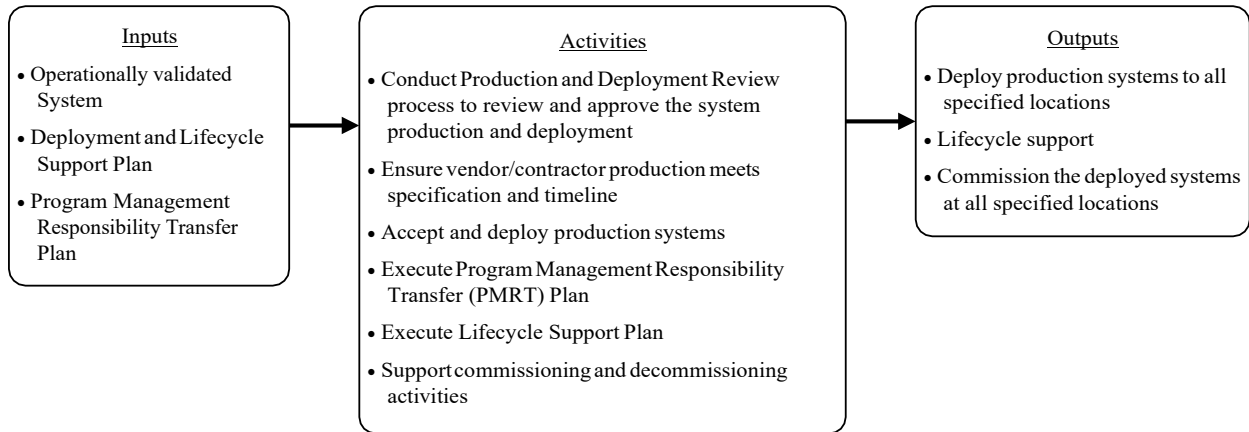 Inputs
• Operationally validated
System
• Deployment and Lifecycle
Support Plan
• Program Management
Responsibility Transfer
Plan
Activities
• Conduct Production and Deployment Review
process to review and approve the system
production and deployment
• Ensure vendor/contractor production meets
specification and timeline
• Accept and deploy production systems
• Execute Program Management Responsibility
Transfer (PMRT) Plan
• Execute Lifecycle Support Plan
• Support commissioning and decommissioning
activities
Outputs
• Deploy production systems to all
specified locations
• Lifecycle support
• Commission the deployed systems
at all specified locations